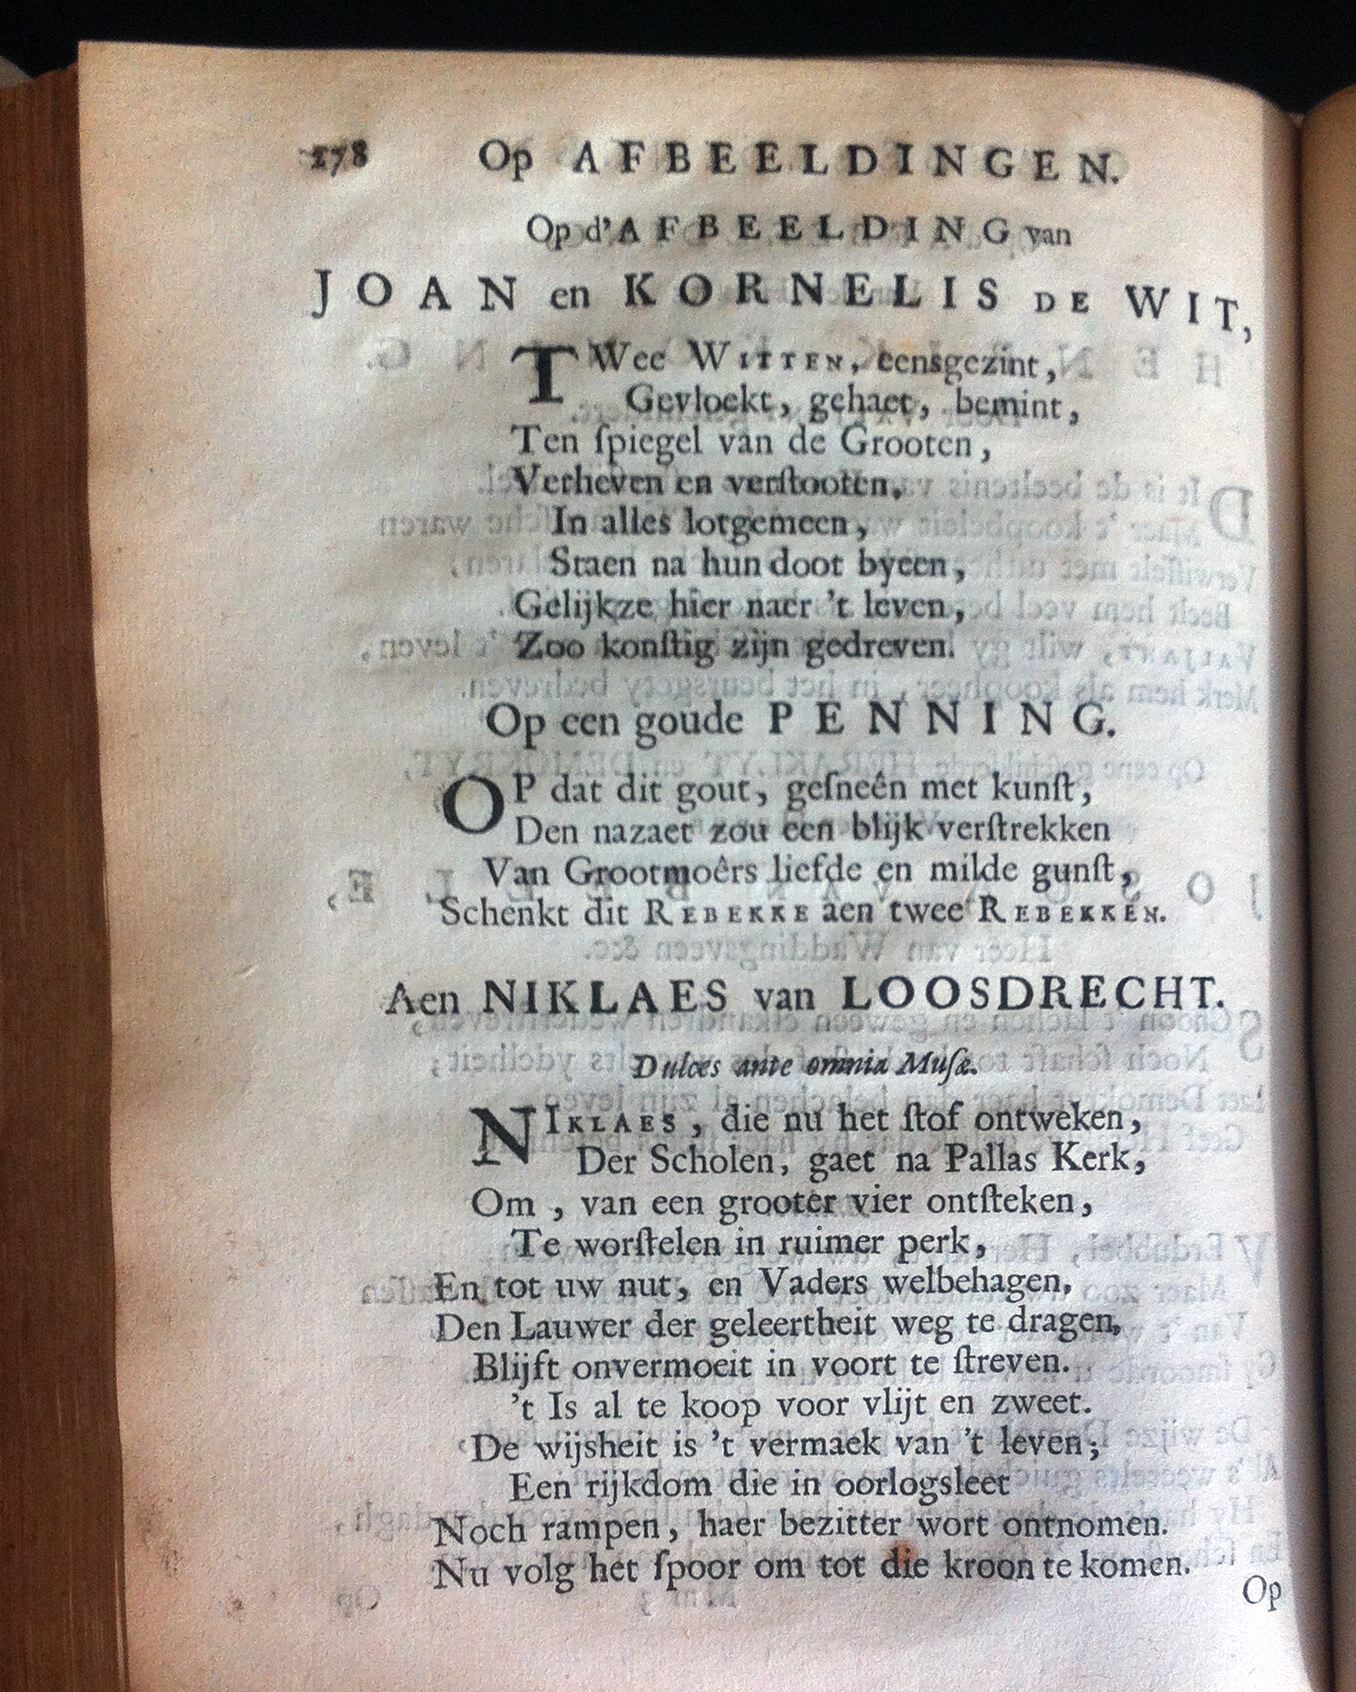 278 Op AFBEELDINGEN.
Op d'AFBEELDING van
JOAN en KORNELIS DE WIT,
TWee WITTEN, eensgezint,
Gevloekt, gehaet, bemint,
Ten ſpiegel van de Grooten,
Verheven en verſtooten,
In alles lotgemeen,
Staen na hun doot byeen,
Gelijkze hier naer 't leven,
Zoo konſtig zijn gedreven.
Op een goude PENNING.
OP dat dit gout, geſneên met kunſt,
Den nazaet zou een blijk verſtrekken
Van Grootmoêrs liefde en milde gunſt,
Schenkt dit REBEKKE aen twee REBEKKEN.
Aen NIKLAES van LOOSDRECHT.
Dulces ante omnia Muſæ.
NIKLAES, die nu het ſtof ontweken,
Der Scholen, gaet na Pallas Kerk,
Om, van een grooter vier ontſteken,
Te worſtelen in ruimer perk,
En tot uw nut, en Vaders welbehagen,
Den Lauwer der geleertheit weg te dragen,
Blijft onvermoeit in voort te ſtreven.
't Is al te koop voor vlijt en zweet.
De wijsheit is 't vermaek van 't leven;
Een rijkdom die in oorlogsleet
Noch rampen, haer bezitter wort ontnomen.
Nu volg het ſpoor om tot die kroon te komen.
Op